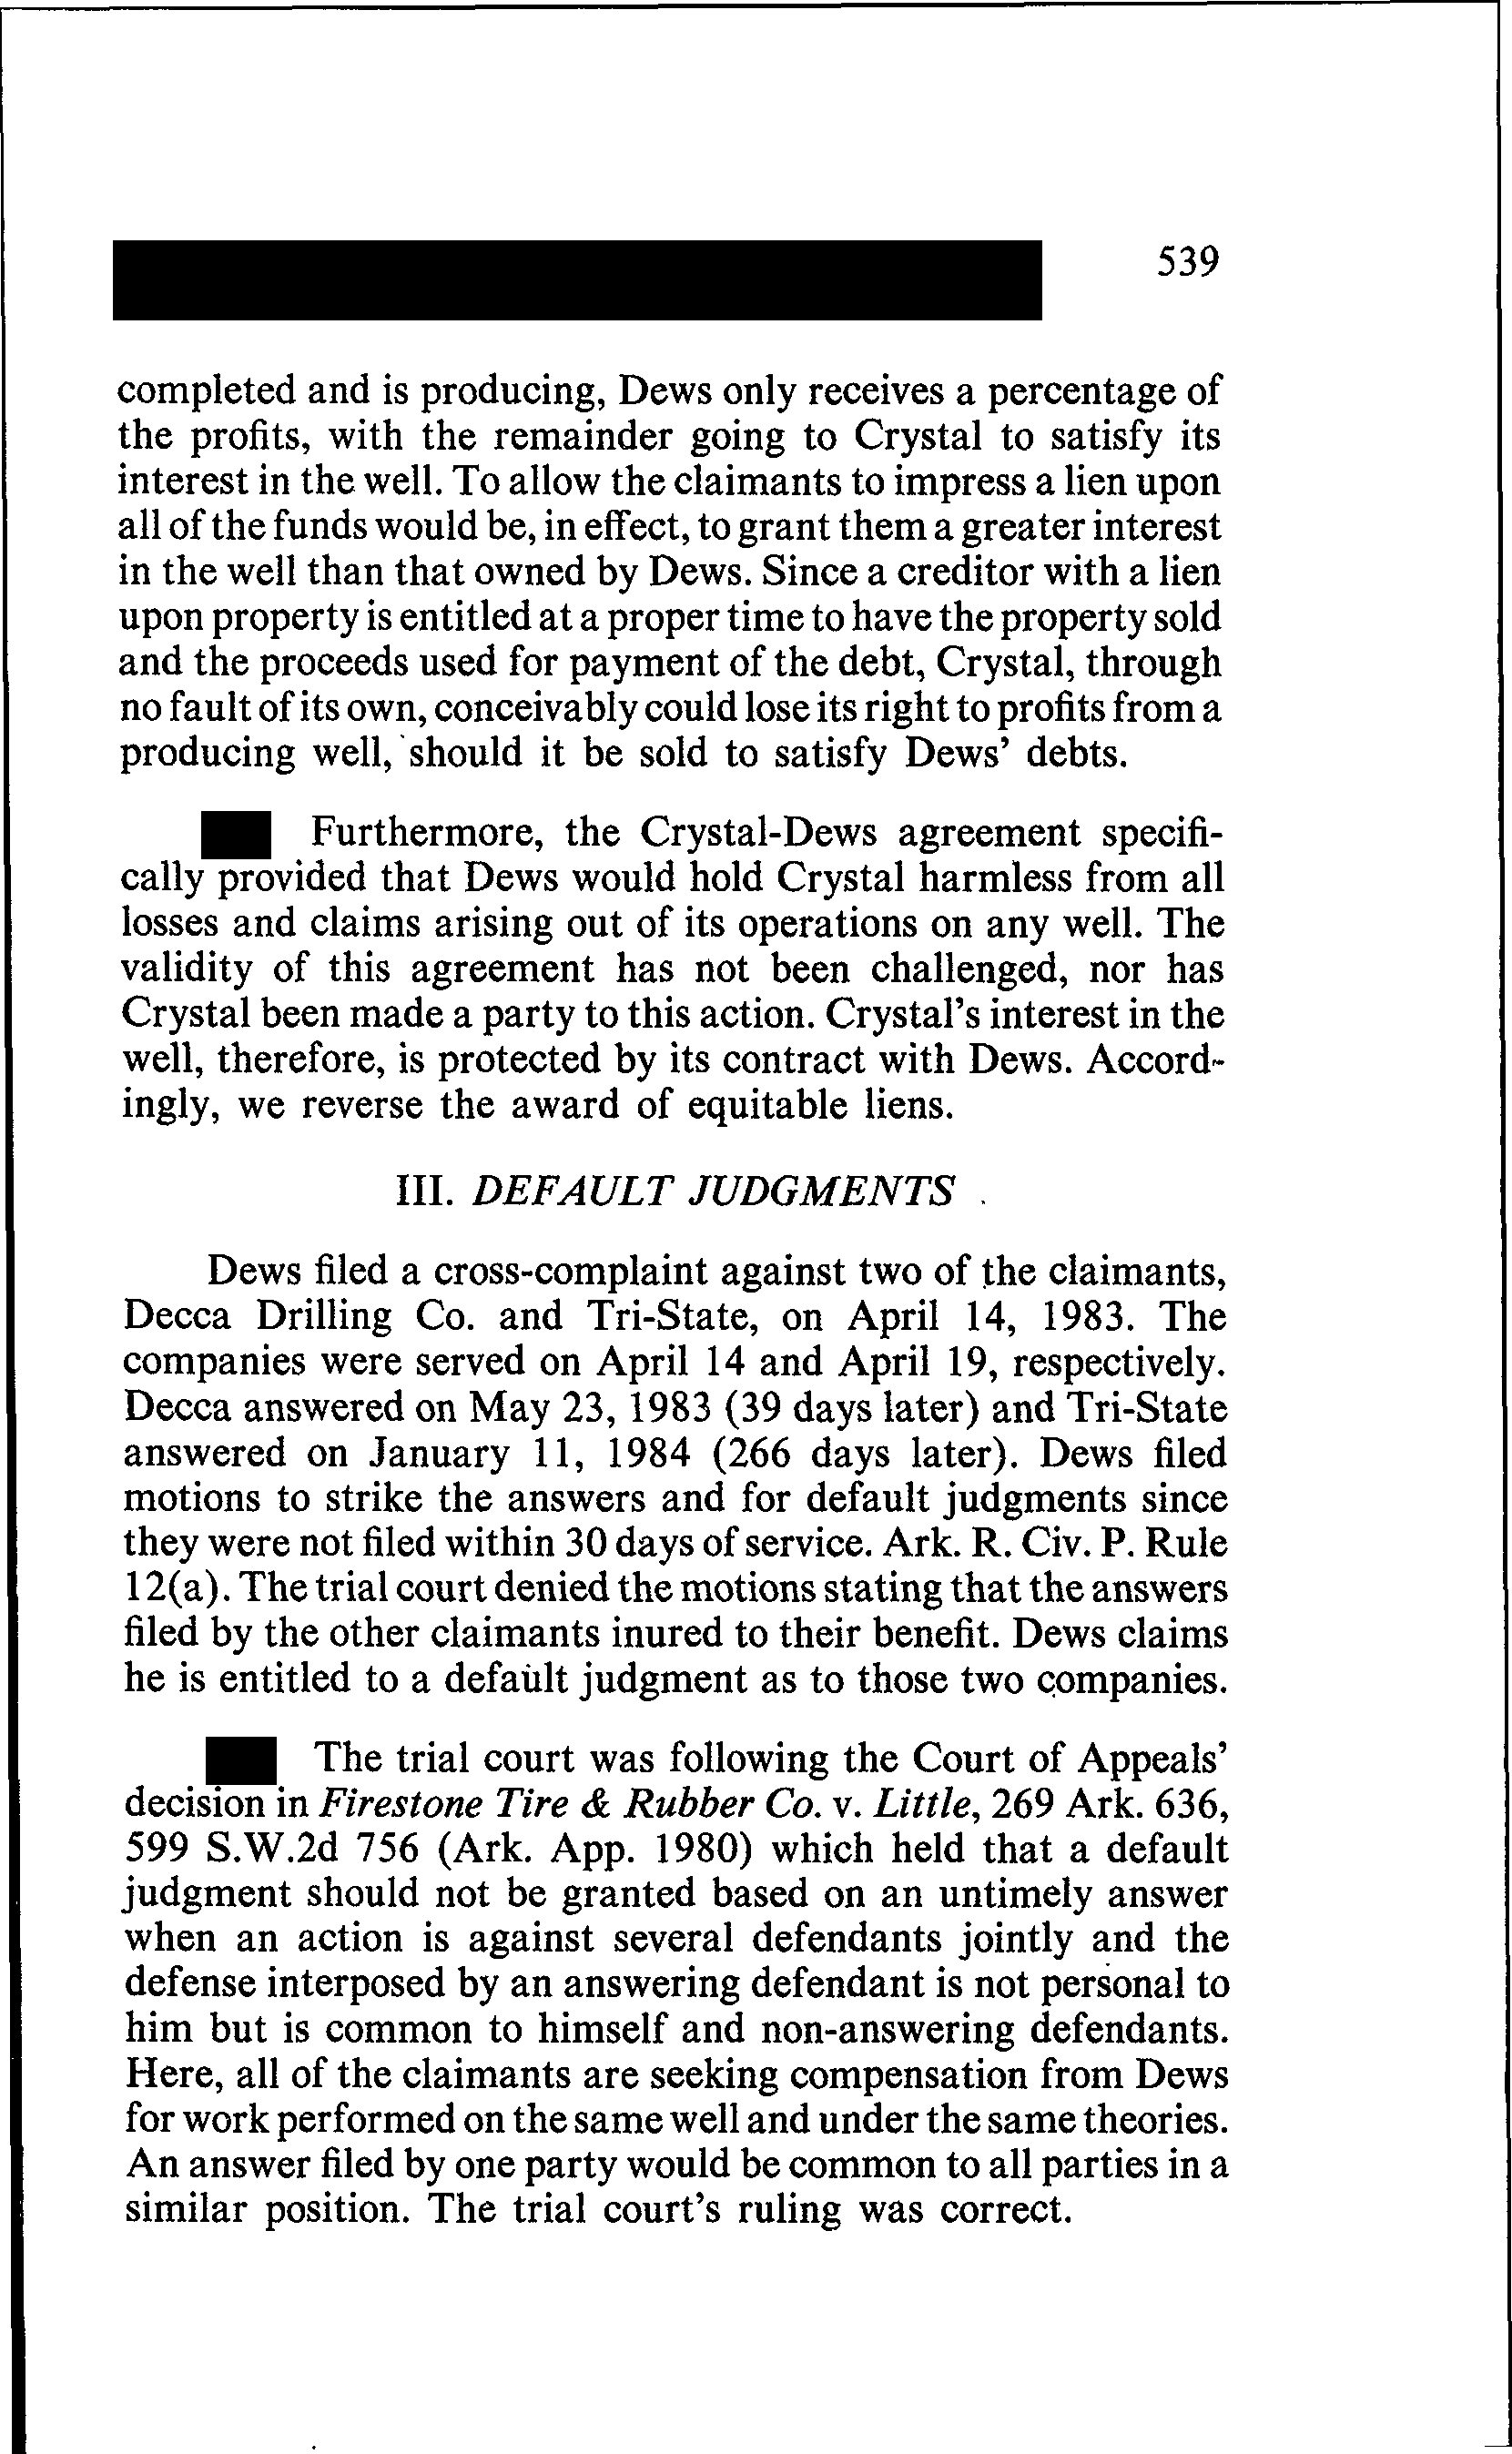 539
completed and is producing, Dews only receives a percentage of
the profits, with the remainder going to Crystal to satisfy its
interest in the well. To allow the claimants to impress a lien upon
all of the funds would be, in effect, to grant them a greater interest
in the well than that owned by Dews. Since a creditor with a lien
upon property is entitled at a proper time to have the property sold
and the proceeds used for payment of the debt, Crystal, through
no fault of its own, conceivably could lose its right to profits from a
producing well, should it be sold to satisfy Dews' debts.
Furthermore, the Crystal-Dews agreement specifi-
cally provided that Dews would hold Crystal harmless from all
losses and claims arising out of its operations on any well. The
validity of this agreement has not been challenged, nor has
Crystal been made a party to this action. Crystal's interest in the
well, therefore, is protected by its contract with Dews. Accord-
ingly, we reverse the award of equitable liens.
III. DEFAULT JUDGMENTS
Dews filed a cross-complaint against two of the claimants,
Decca Drilling Co. and Tri-State, on April 14, 1983. The
companies were served on April 14 and April 19, respectively.
Decca answered on May 23, 1983 (39 days later) and Tri-State
answered on January 11, 1984 (266 days later). Dews filed
motions to strike the answers and for default judgments since
they were not filed within 30 days of service. Ark. R. Civ. P. Rule
12(a). The trial court denied the motions stating that the answers
filed by the other claimants inured to their benefit. Dews claims
he is entitled to a default judgment as to those two companies.
The trial court was following the Court of Appeals'
decision in Firestone Tire & Rubber Co. v. Little, 269 Ark. 636,
599 S.W.2d 756 (Ark. App. 1980) which held that a default
judgment should not be granted based on an untimely answer
when an action is against several defendants jointly and the
defense interposed by an answering defendant is not personal to
him but is common to himself and non-answering defendants.
Here, all of the claimants are seeking compensation from Dews
for work performed on the same well and under the same theories.
An answer filed by one party would be common to all parties in a
similar position. The trial court's ruling was correct.